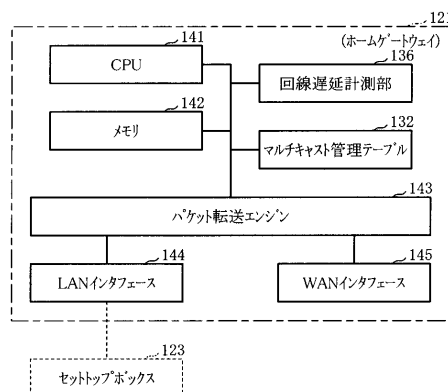 121
(ホームゲートウェイ)
141
CPU
136
回線遅延計測部
142
メモリ
132
マルチキャスト管理テーブル
143
パケット転送エンジン
144
LANインタフェース
145
WANインタフェース
123
セットトップボックス